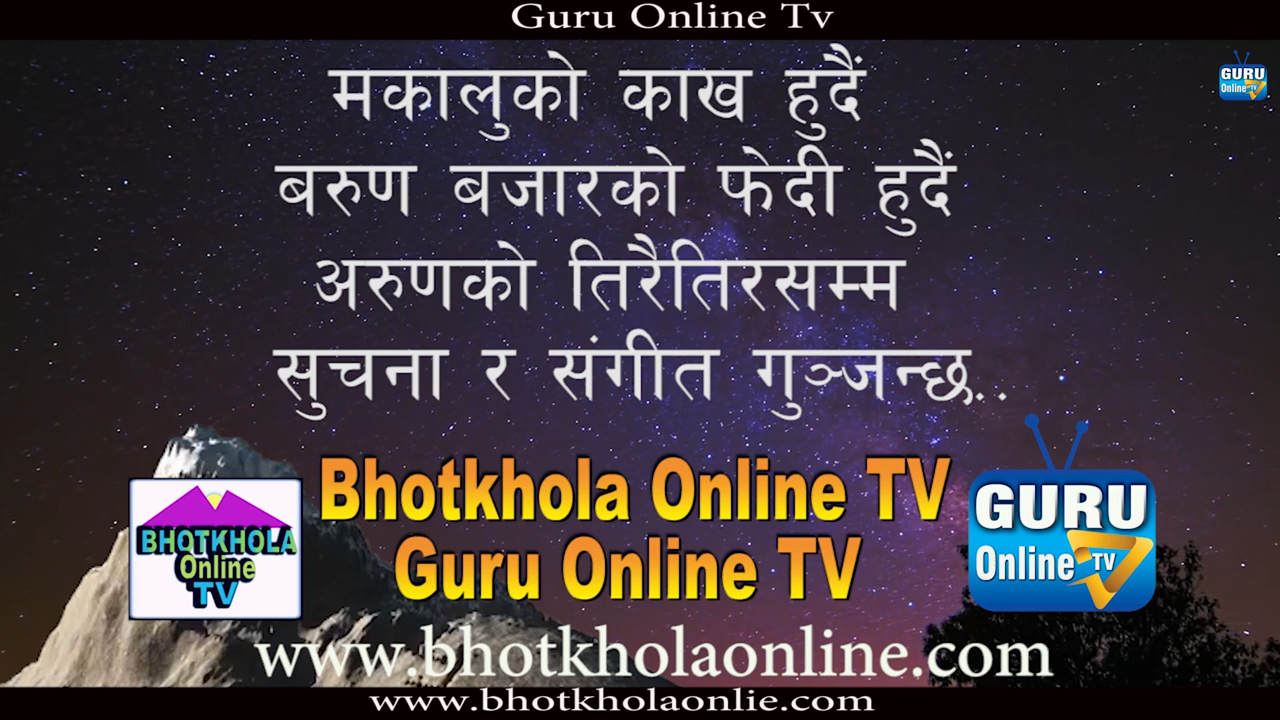 Guru Online Tv
GURU
Online TV
मकालुको काख हुदैं
बरुण बजारको फेदी हुदैं
अरुणको तिरैतिरसम्म
सुचना र संगीत गुञ्जन्छ..
Bhotkhola Online TV
Guru Online TV
BHOTKHOLA
Online
TV
GURU
Online TV
www.bhotkholaonline.com
www.bhotkholaonlie.com